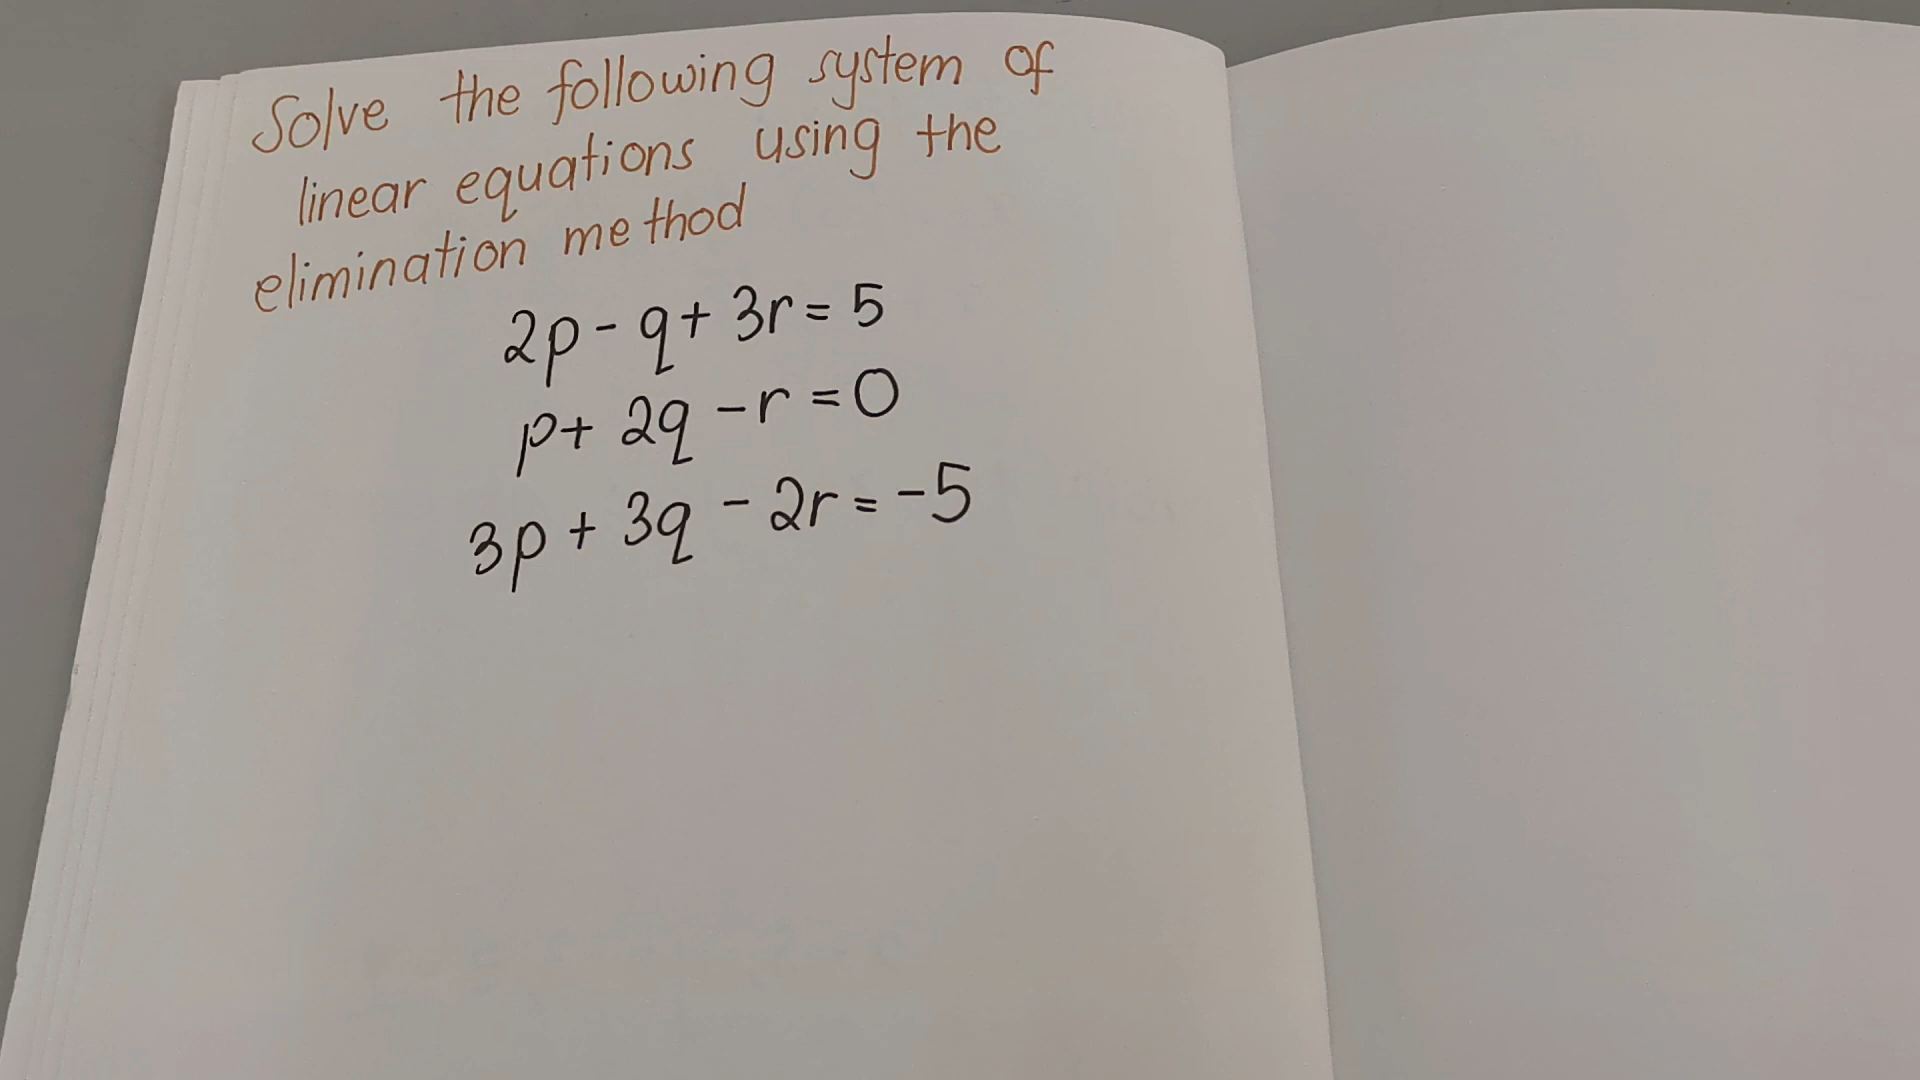 Solve the following system of
linear equations using the
elimination method
2p - q + 3r = 5
p + 2q - r = 0
3p + 3q - 2r = -5